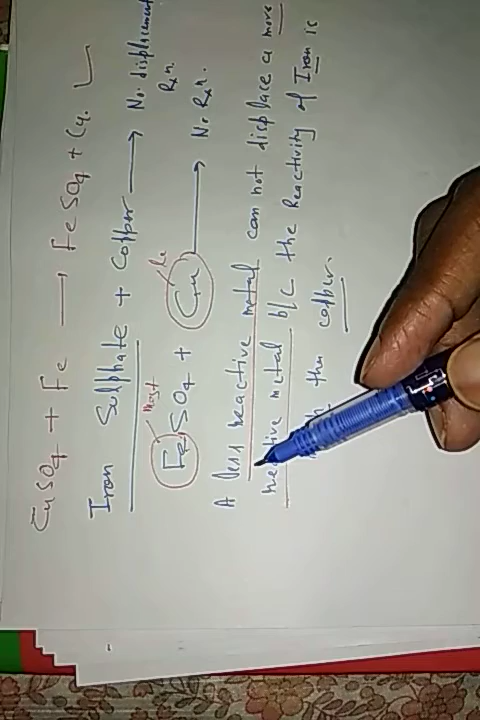 CuSO4 + Fe → FeSO4 + Cu. ✓
Iron Sulphate + Copper → No. displacement
Rxn.
most le
FeSO4 + Cu → No Rxn.
A less reactive metal can not displace a more
reactive metal b/c the Reactivity of Iron is
the copper.